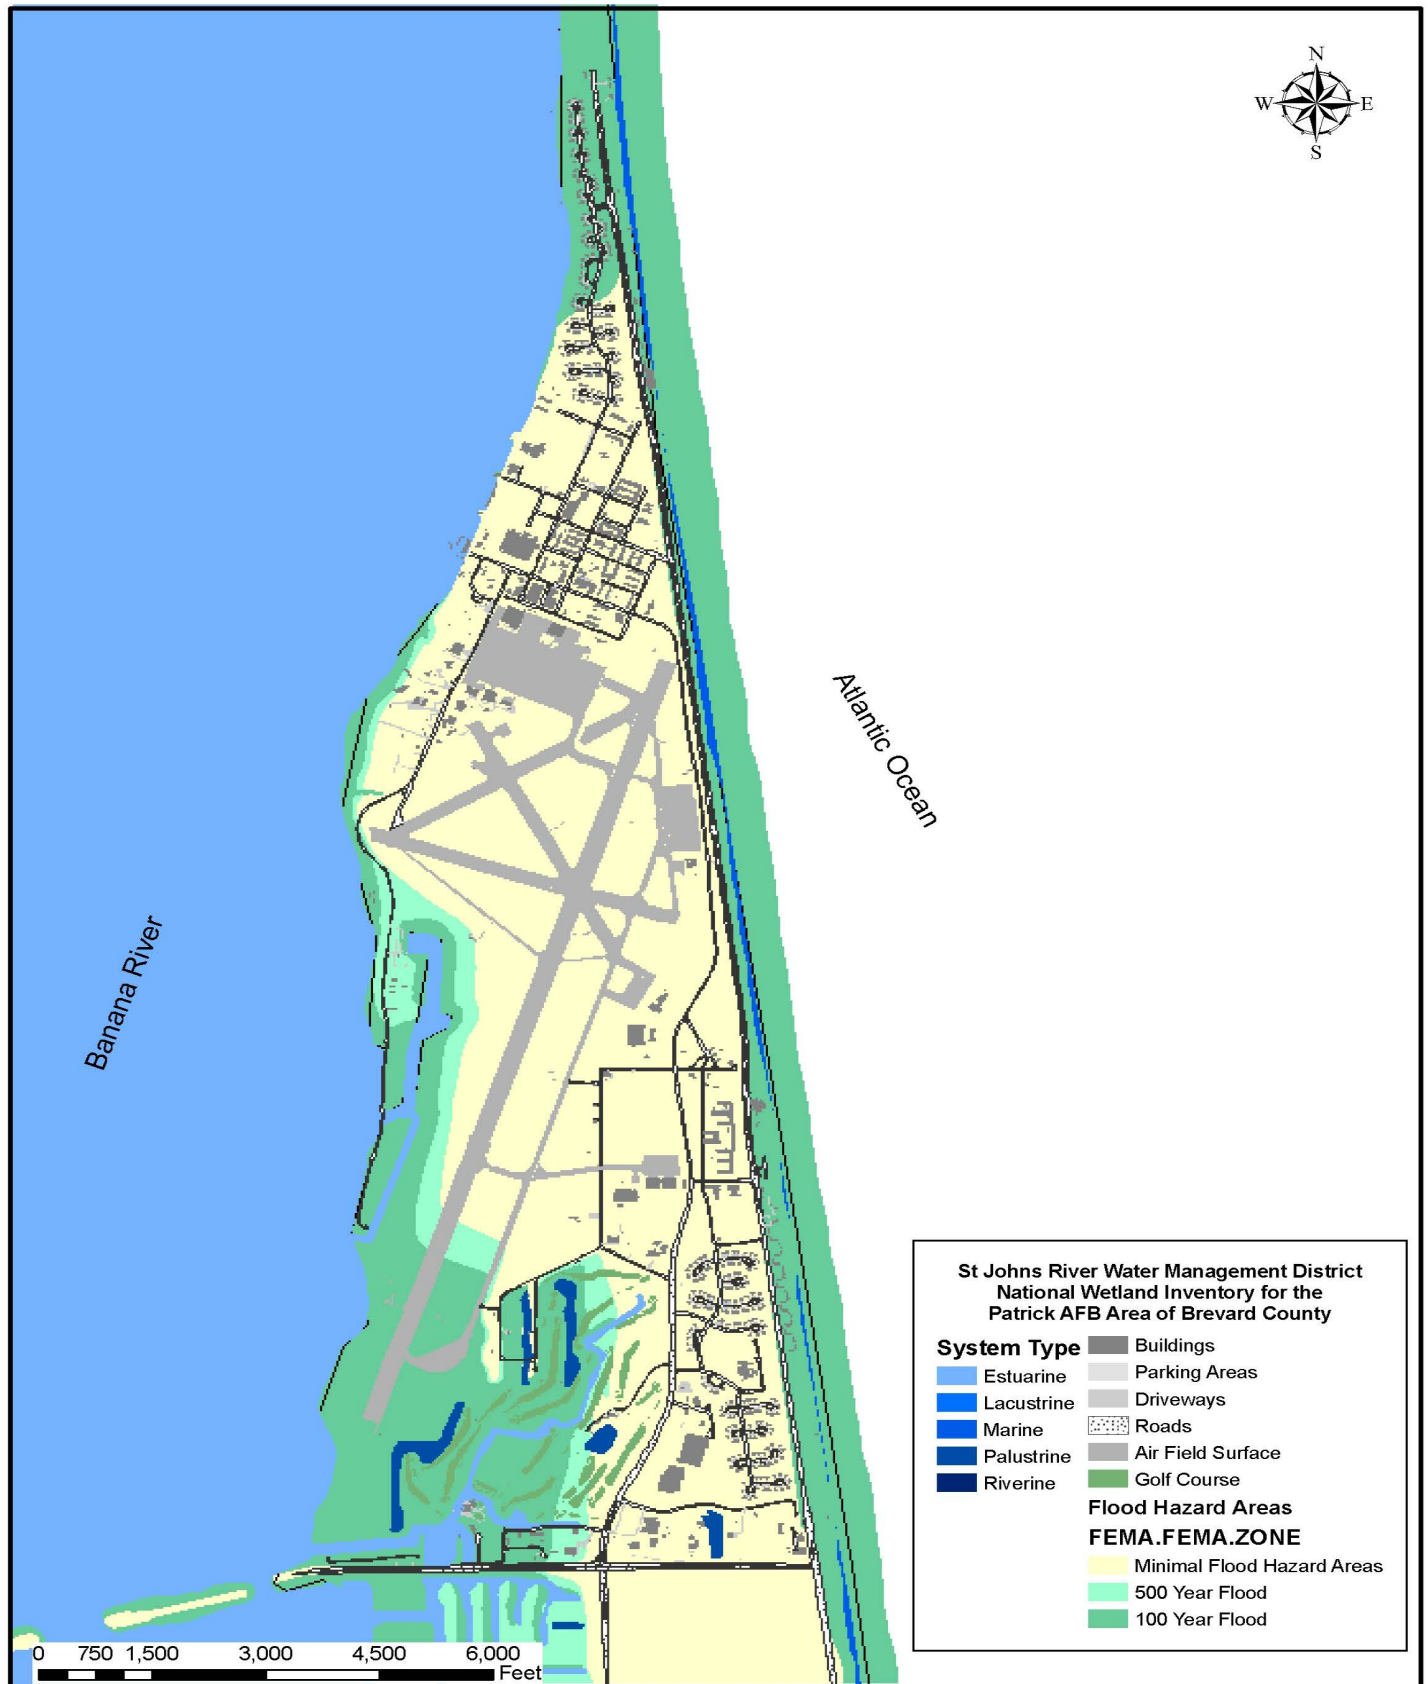 N
W E
S
Atlantic Ocean
Banana River
St Johns River Water Management District
National Wetland Inventory for the
Patrick AFB Area of Brevard County
System Type
Estuarine
Lacustrine
Marine
Palustrine
Riverine
Buildings
Parking Areas
Driveways
Roads
Air Field Surface
Golf Course
Flood Hazard Areas
FEMA.FEMA.ZONE
Minimal Flood Hazard Areas
500 Year Flood
100 Year Flood
0 750 1,500 3,000 4,500 6,000
Feet